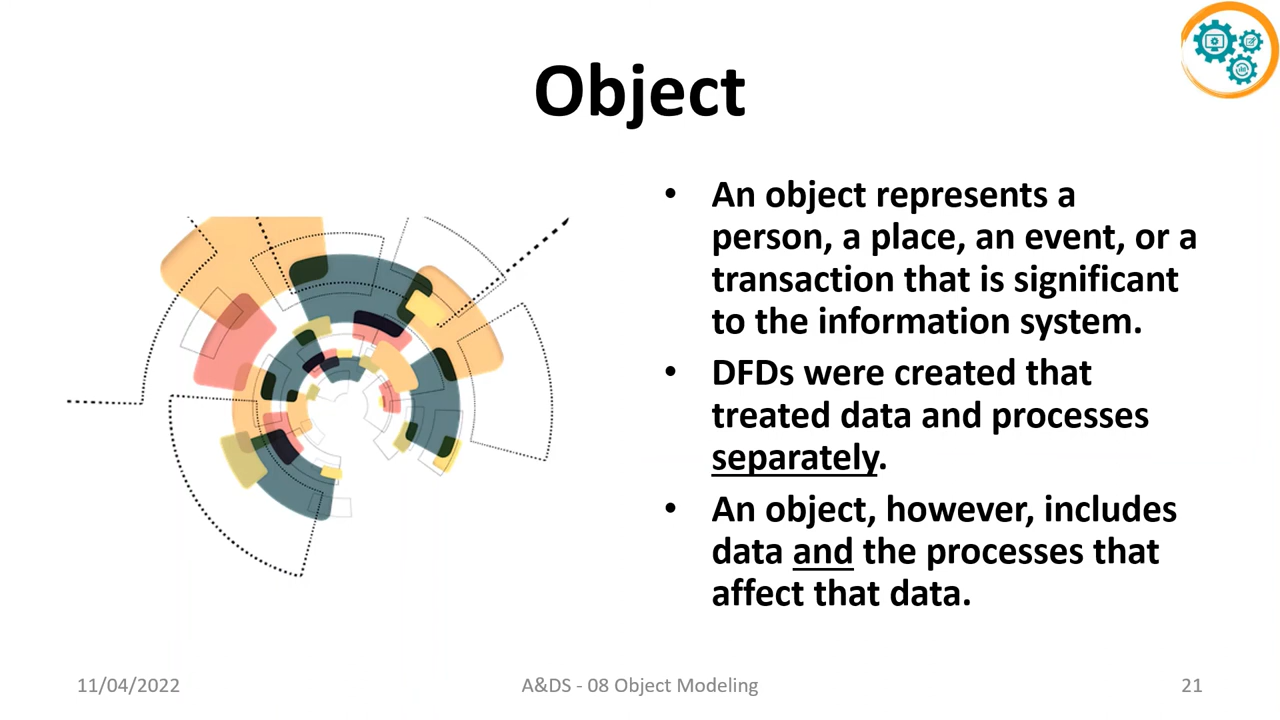 Object
• An object represents a
person, a place, an event, or a
transaction that is significant
to the information system.
• DFDs were created that
treated data and processes
separately.
• An object, however, includes
data and the processes that
affect that data.
11/04/2022
A&DS - 08 Object Modeling
21